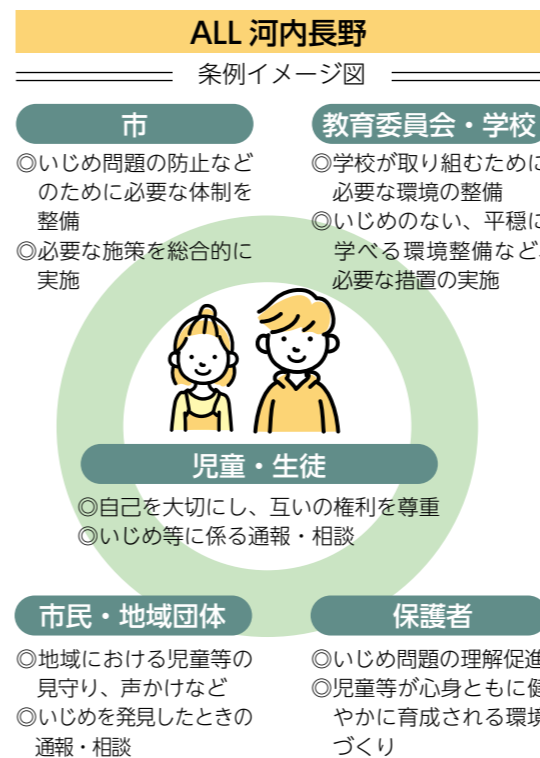 ALL 河内長野
条例イメージ図
市
◎いじめ問題の防止など
のために必要な体制を
整備
◎必要な施策を総合的に
実施
教育委員会・学校
◎学校が取り組むために
必要な環境の整備
◎いじめのない、平穏に
学べる環境整備など
必要な措置の実施
児童・生徒
◎自己を大切にし、互いの権利を尊重
◎いじめ等に係る通報・相談
市民・地域団体
◎地域における児童等の
見守り、声かけなど
◎いじめを発見したときの
通報・相談
保護者
◎いじめ問題の理解促進
◎児童等が心身ともに健
やかに育成される環境
づくり